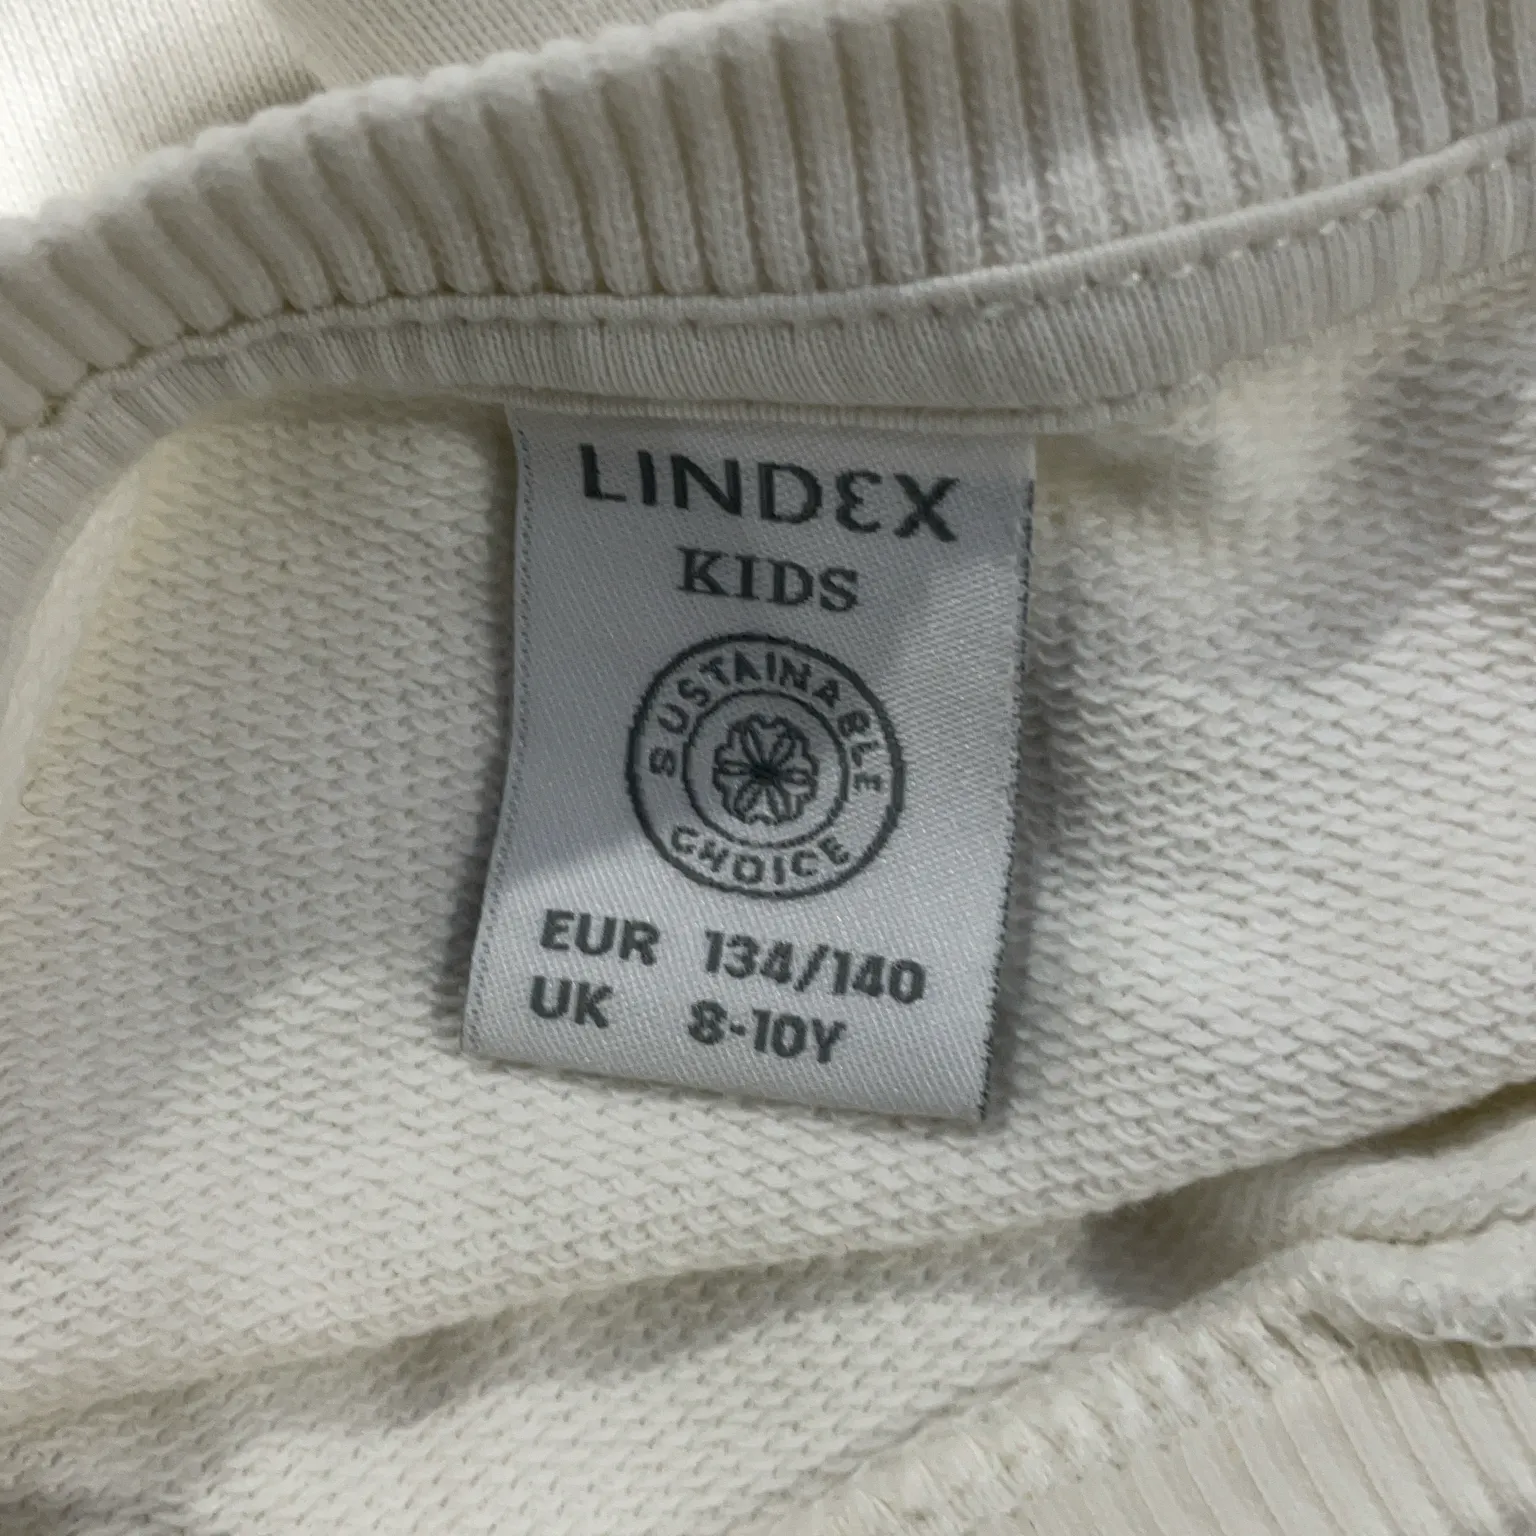 LINDEX
KIDS
SUSTAINABLE
CHOICE
EUR 134/140
UK 8-10Y